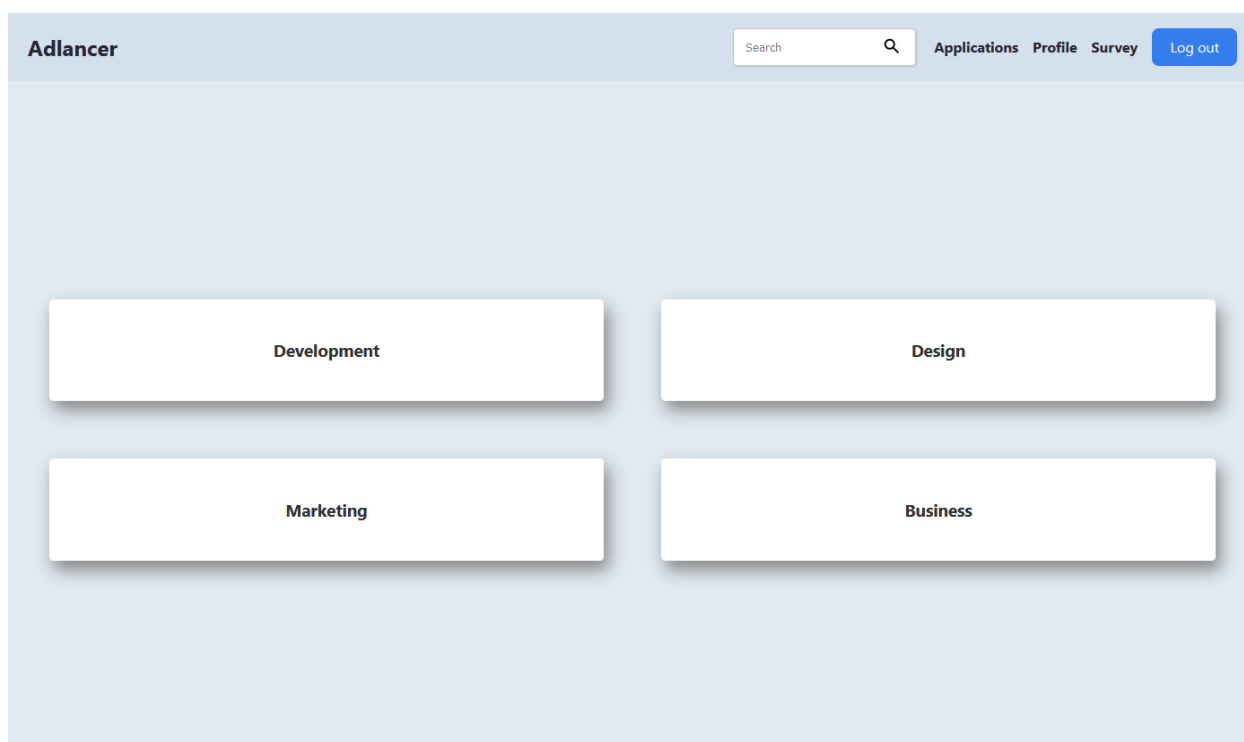 Adlancer
Search
Applications Profile Survey Log out
Development
Design
Marketing
Business